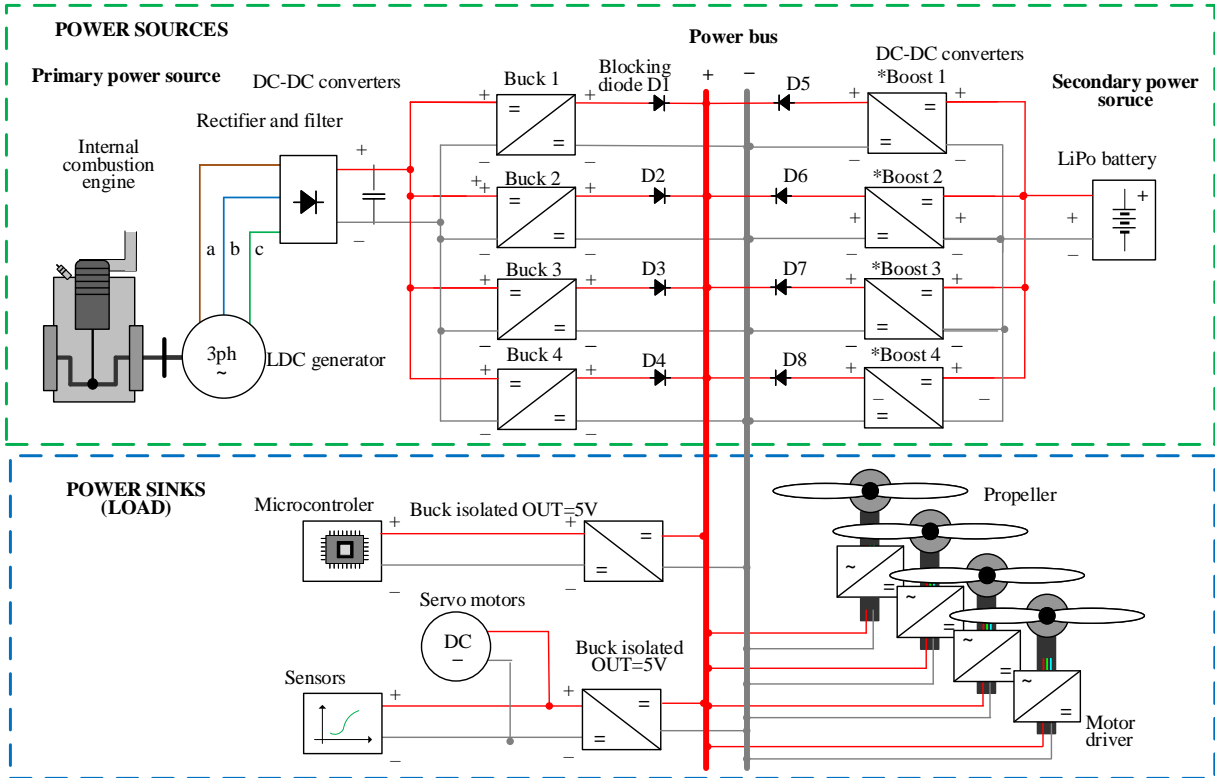 POWER SOURCES
Power bus
Primary power source
DC-DC converters
Rectifier and filter
Internal
combustion
engine
a
b
c
3ph
~
LDC generator
+
_
Buck 1
+
+
=
=
_
_
Blocking
diode D1
Buck 2
+
+
=
=
_
_
D2
Buck 3
+
+
=
=
_
_
D3
Buck 4
+
+
=
=
_
_
D4
+
–
DC-DC converters
D5
*Boost 1
+
+
=
=
_
_
D6
*Boost 2
+
+
=
=
_
_
D7
*Boost 3
+
+
=
=
_
_
D8
*Boost 4
+
+
=
=
_
_
Secondary power
soruce
LiPo battery
+
+
_
POWER SINKS
(LOAD)
Microcontroler
Buck isolated OUT=5V
+
+
_
_
=
=
Servo motors
DC
–
Buck isolated
OUT=5V
Sensors
+
+
_
_
=
=
Propeller
~
=
~
=
~
=
~
=
Motor
driver